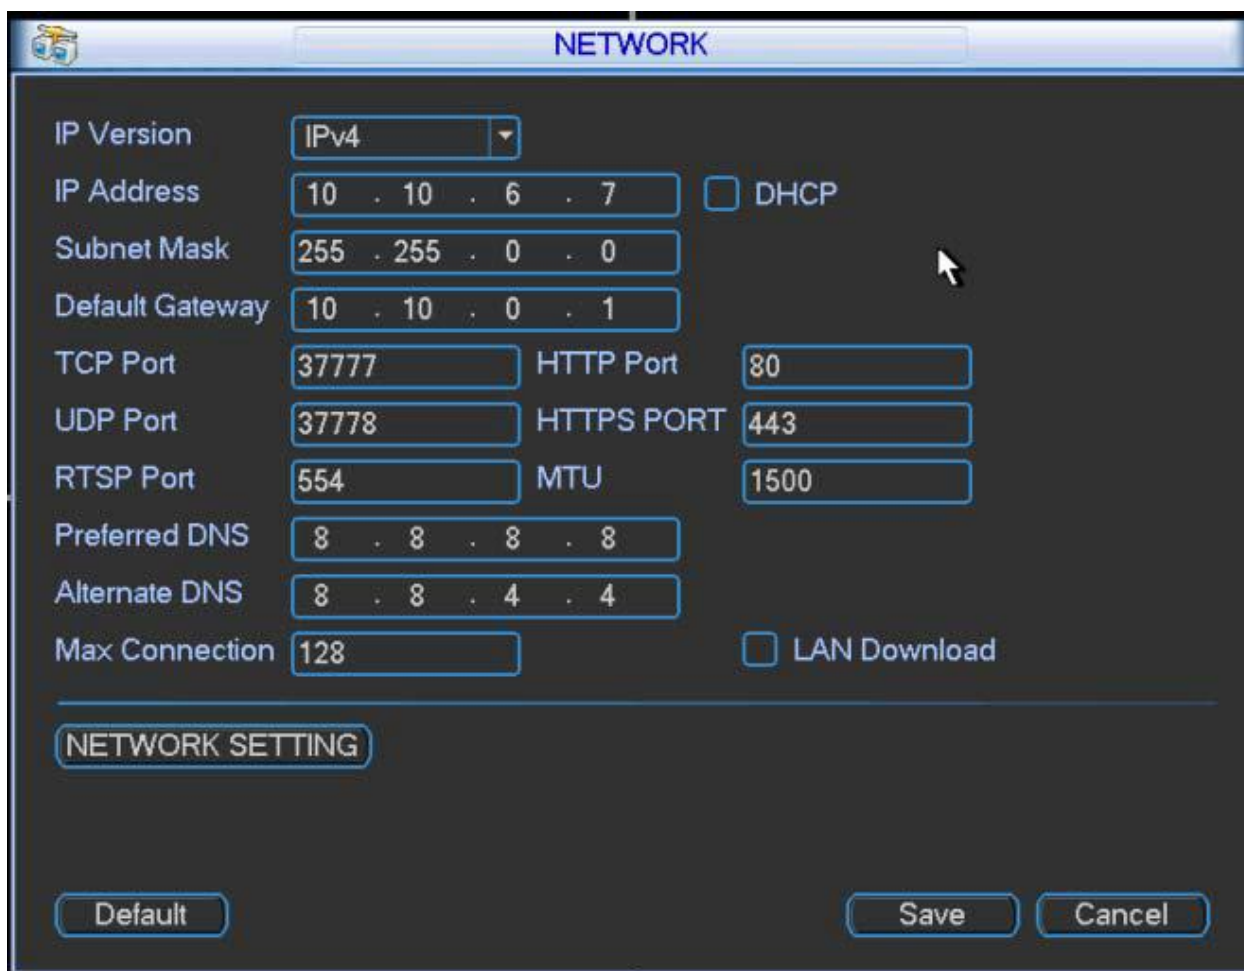 NETWORK
IP Version IPv4
IP Address 10 . 10 . 6 . 7 DHCP
Subnet Mask 255 . 255 . 0 . 0
Default Gateway 10 . 10 . 0 . 1
TCP Port 37777 HTTP Port 80
UDP Port 37778 HTTPS PORT 443
RTSP Port 554 MTU 1500
Preferred DNS 8 . 8 . 8 . 8
Alternate DNS 8 . 8 . 4 . 4
Max Connection 128 LAN Download
NETWORK SETTING
Default Save Cancel